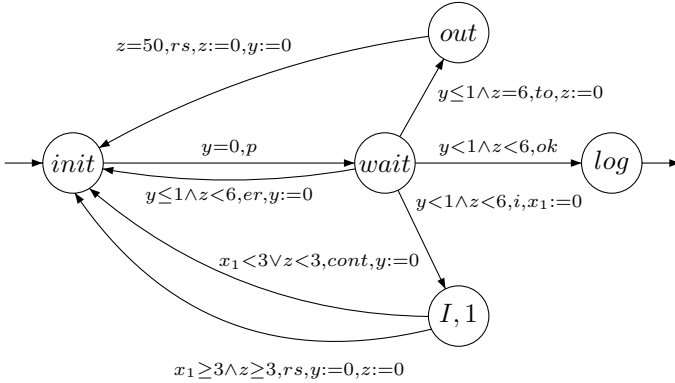 out
z=50,rs,z:=0,y:=0
y≤1∧z=6,to,z:=0
y=0,p
y<1∧z<6,ok
init
wait
log
y≤1∧z<6,er,y:=0
y<1∧z<6,i,x₁:=0
x₁<3∨z<3,cont,y:=0
I,1
x₁≥3∧z≥3,rs,y:=0,z:=0